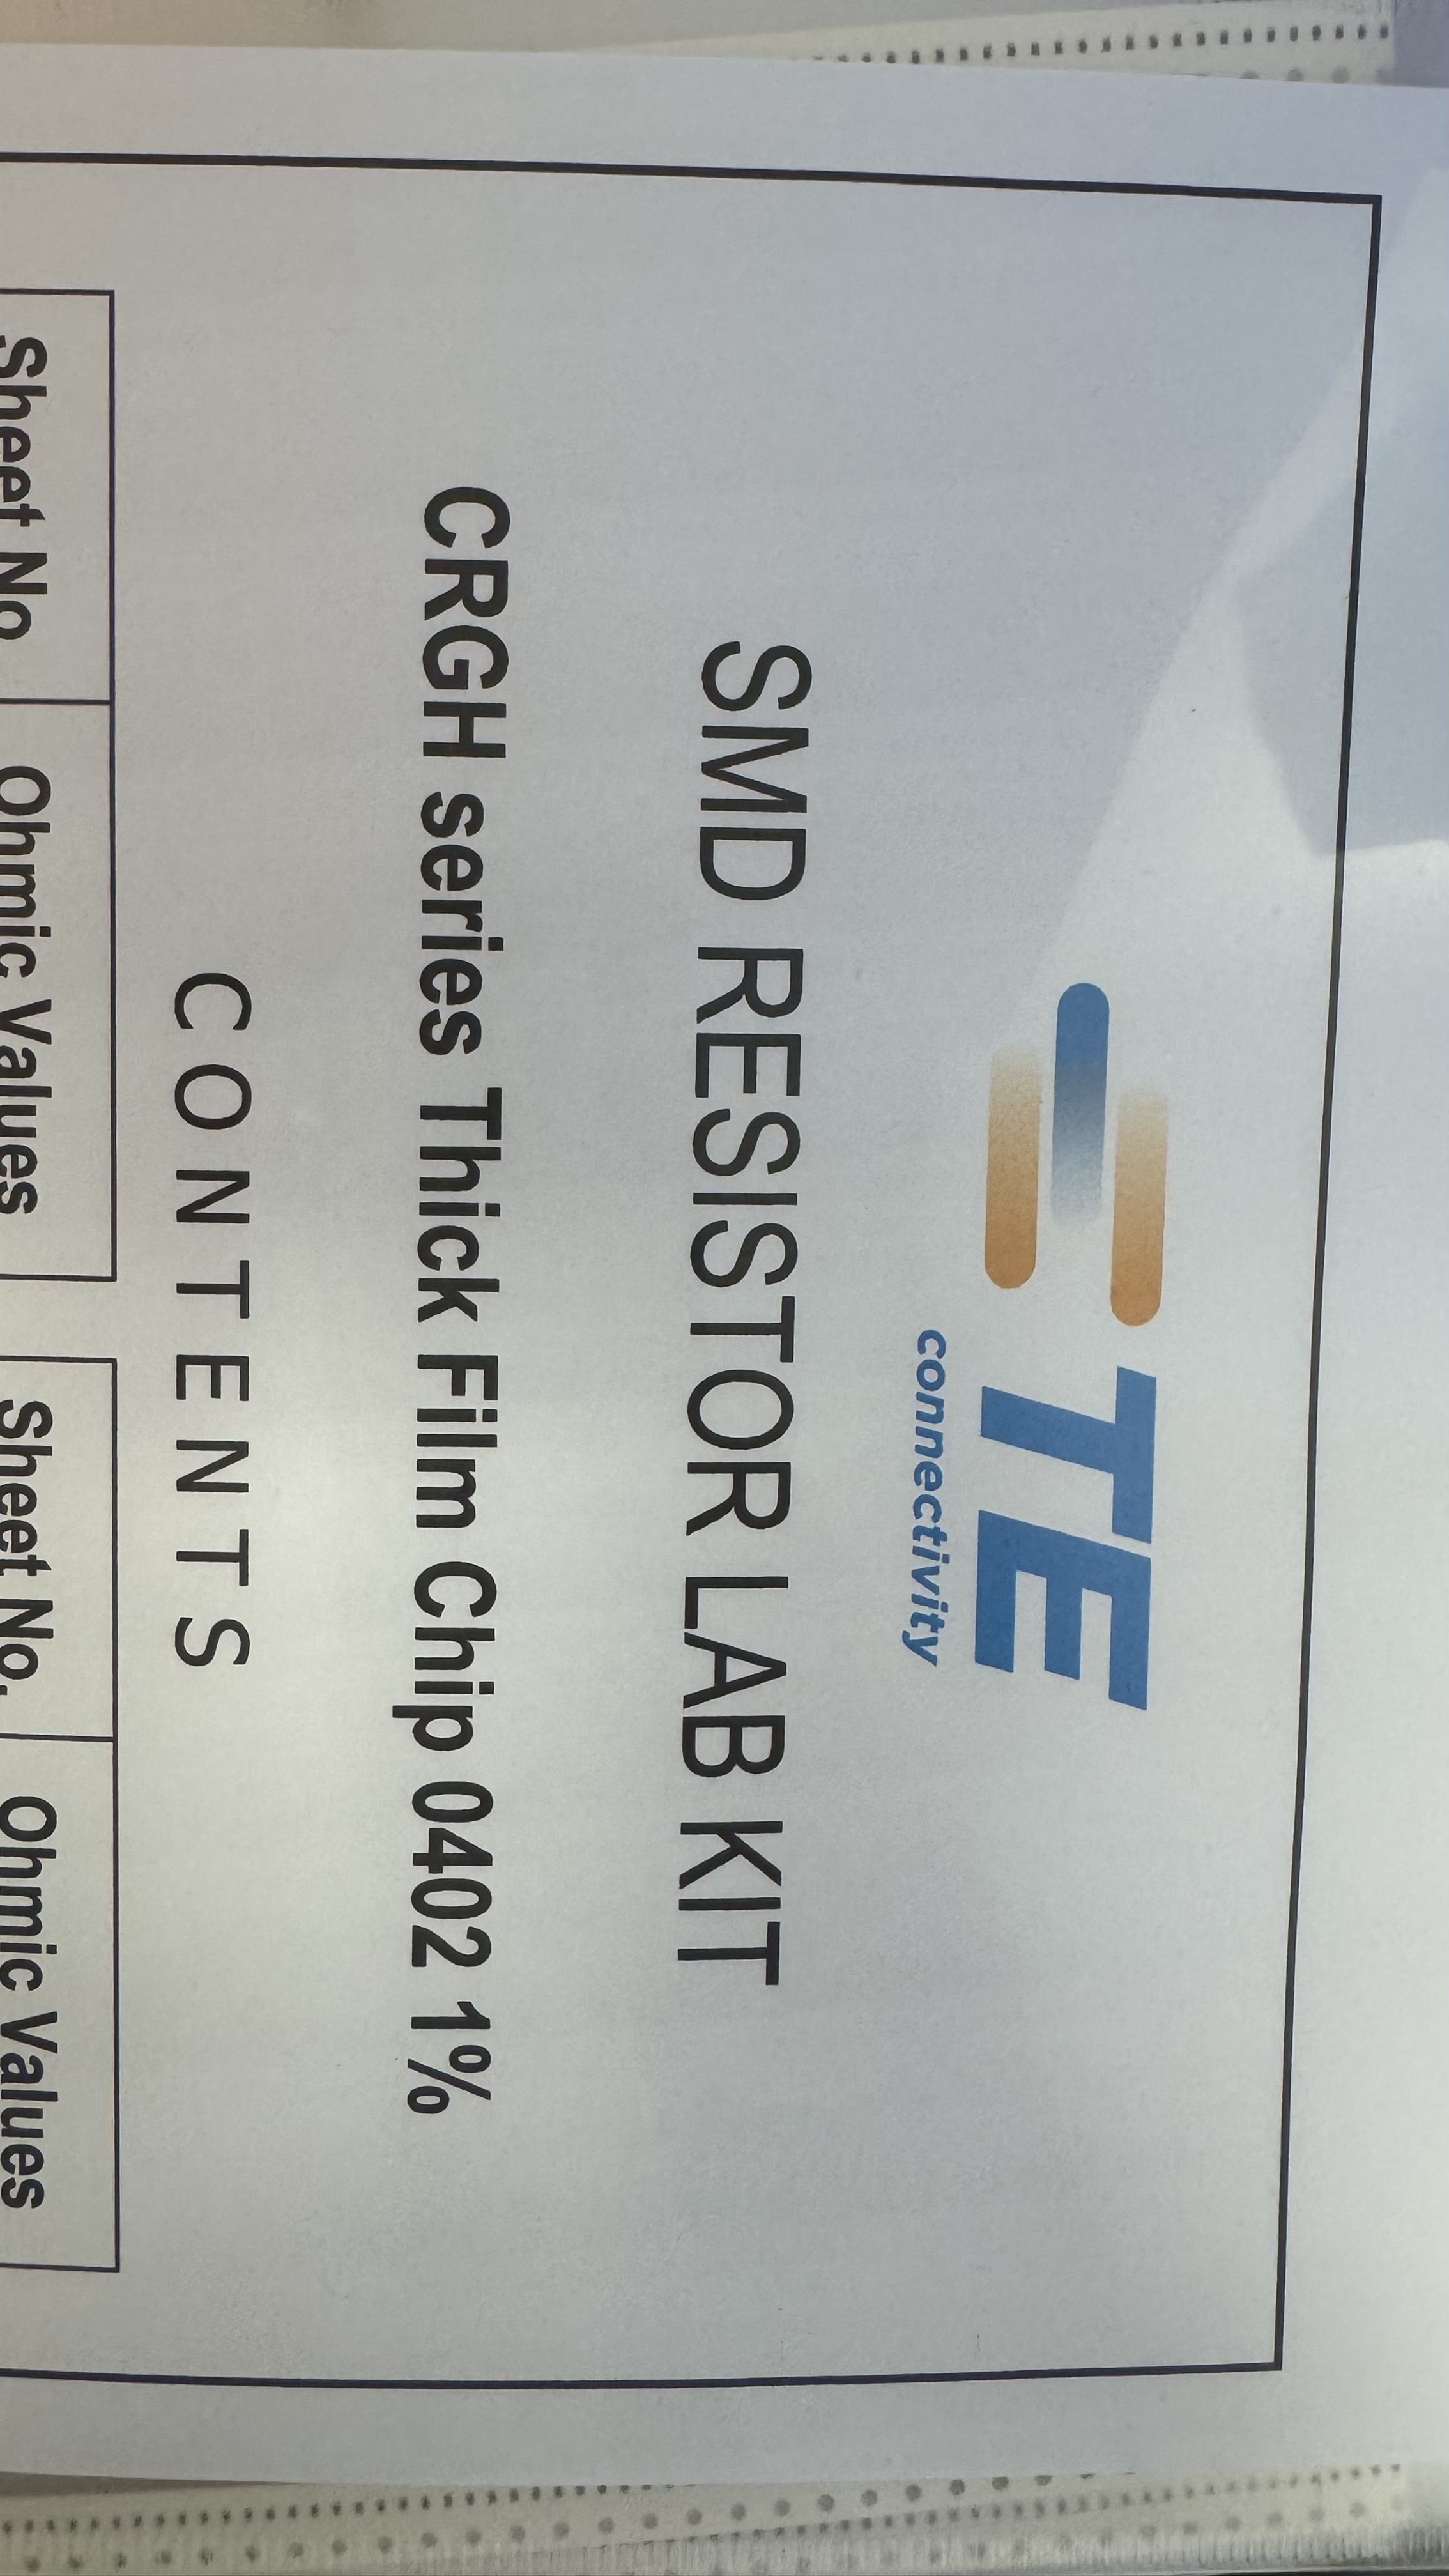 TE
connectivity
SMD RESISTOR LAB KIT
CRGH series Thick Film Chip 0402 1%
CONTENTS
Sheet No Ohmic Values Sheet No. Ohmic Values